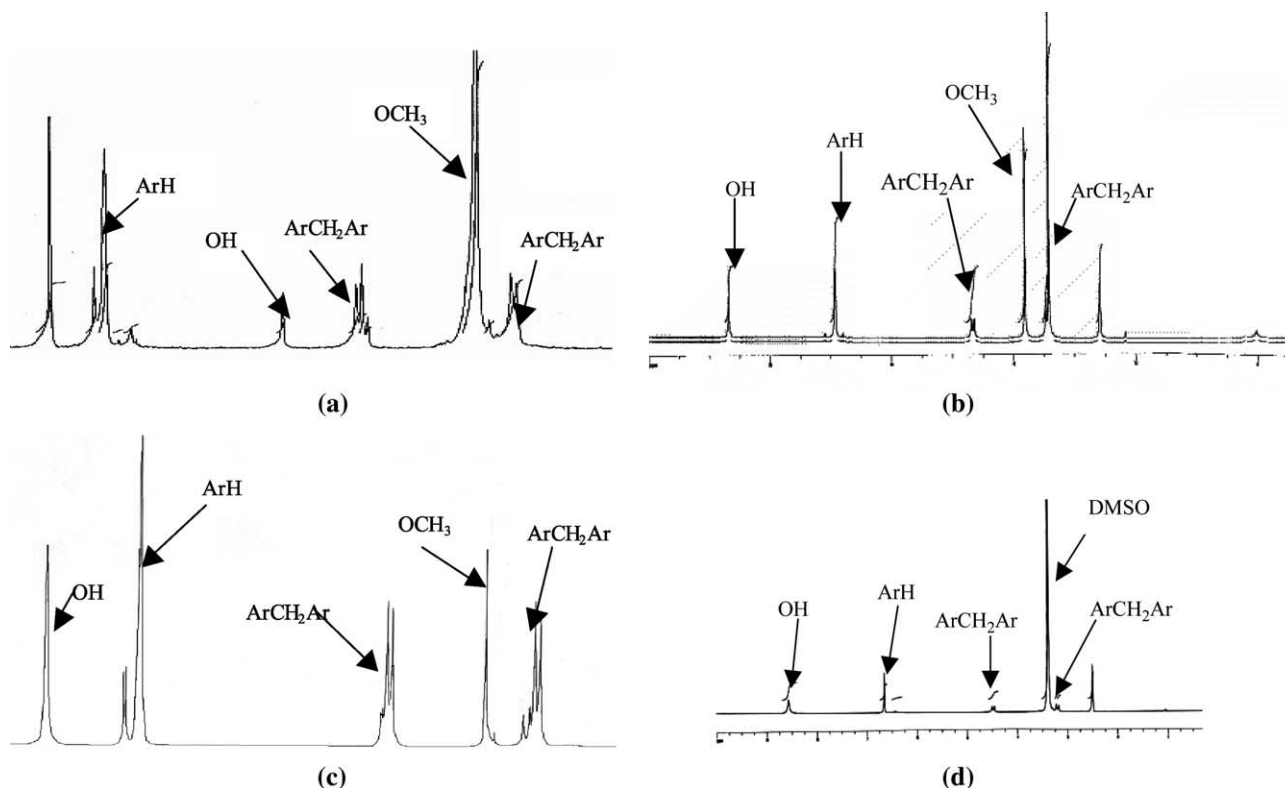 OCH₃
ArH
OH
ArCH₂Ar
ArCH₂Ar
(a)
OCH₃
ArH
OH
ArCH₂Ar
ArCH₂Ar
(b)
ArH
OH
OCH₃
ArCH₂Ar
ArCH₂Ar
(c)
DMSO
OH
ArH
ArCH₂Ar
ArCH₂Ar
(d)